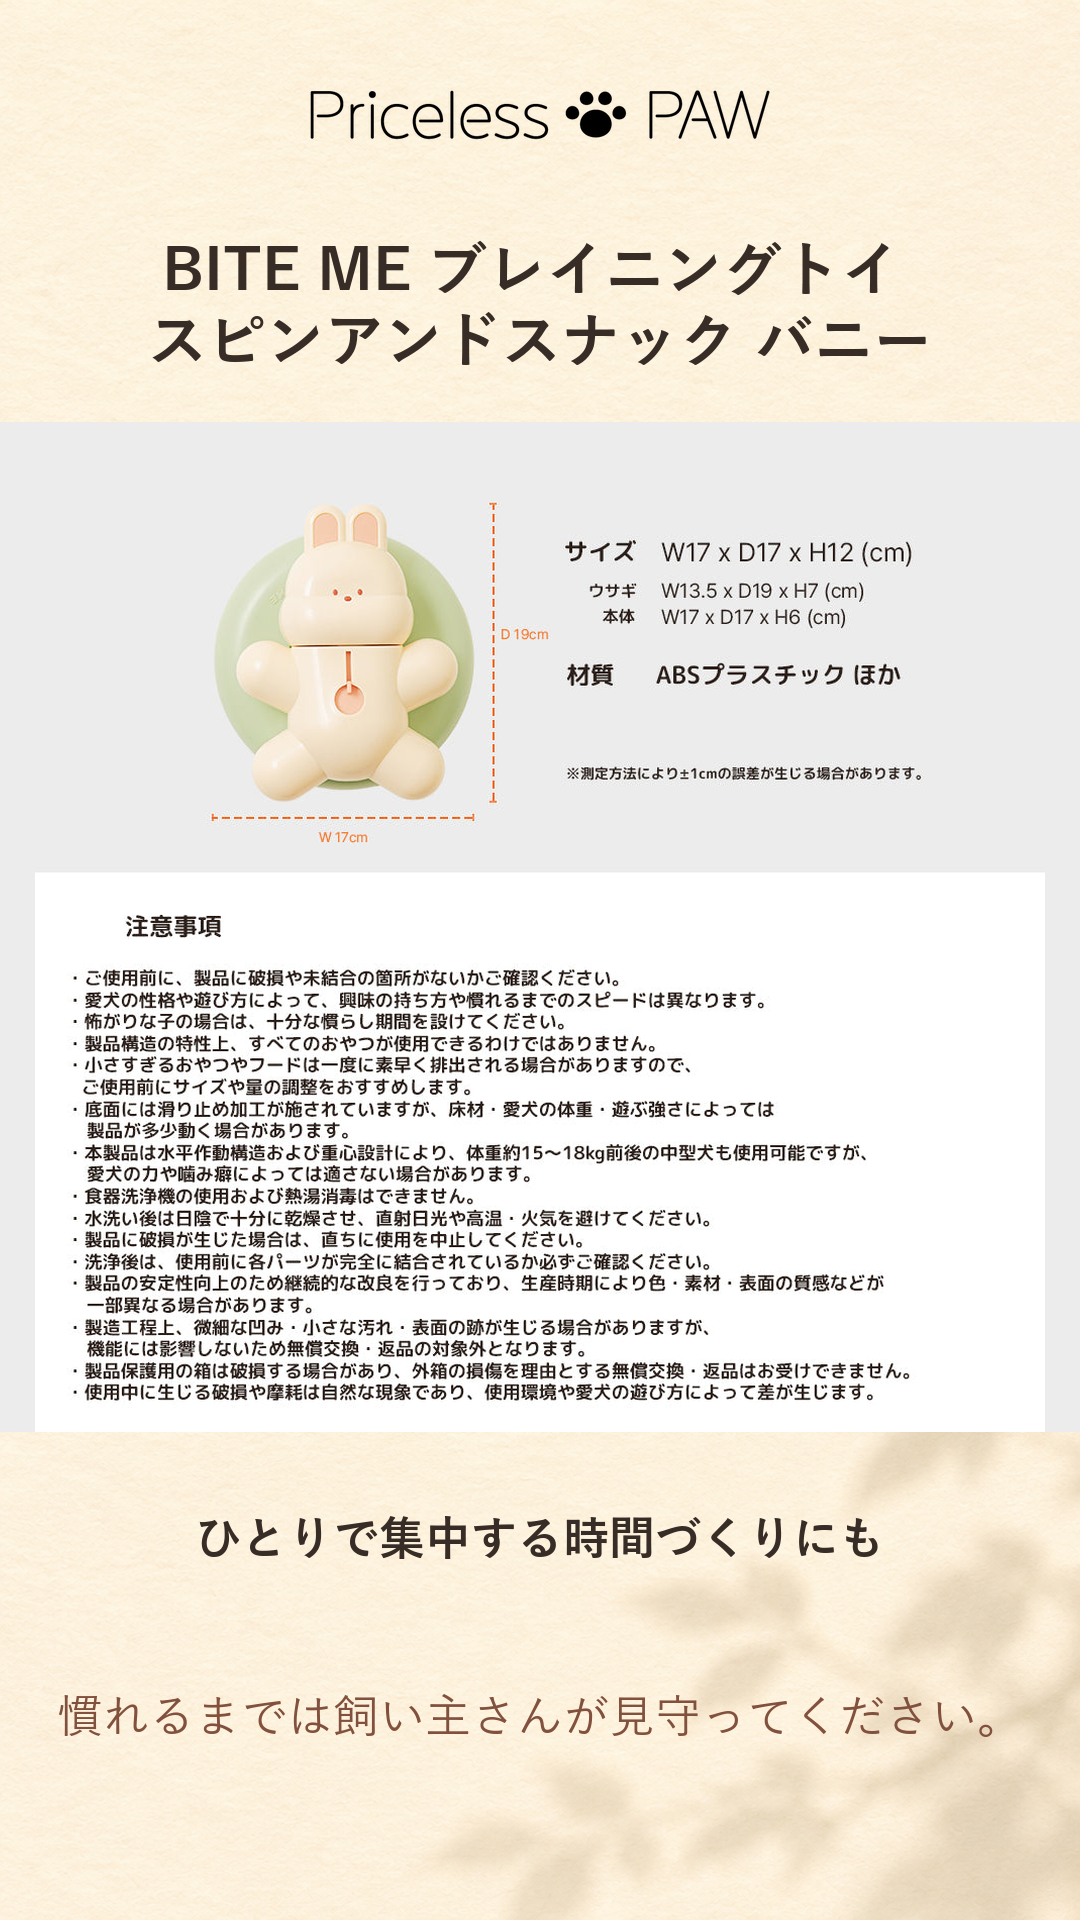 Priceless PAW
BITE ME ブレイニングトイ
スピンアンドスナック バニー
サイズ W17 x D17 x H12 (cm)
ウサギ W13.5 x D19 x H7 (cm)
本体 W17 x D17 x H6 (cm)
D 19cm
材質 ABSプラスチック ほか
※測定方法により±1cmの誤差が生じる場合があります。
W 17cm
注意事項
・ご使用前に、製品に破損や未結合の箇所がないかご確認ください。
・愛犬の性格や遊び方によって、興味の持ち方や慣れるまでのスピードは異なります。
・怖がりな子の場合は、十分な慣らし期間を設けてください。
・製品構造の特性上、すべてのおやつが使用できるわけではありません。
・小さすぎるおやつやフードは一度に素早く排出される場合がありますので、
ご使用前にサイズや量の調整をおすすめします。
・底面には滑り止め加工が施されていますが、床材・愛犬の体重・遊ぶ強さによっては
製品が多少動く場合があります。
・本製品は水平作動構造および重心設計により、体重約15〜18kg前後の中型犬も使用可能ですが、
愛犬の力や噛み癖によっては適さない場合があります。
・食器洗浄機の使用および熱湯消毒はできません。
・水洗い後は日陰で十分に乾燥させ、直射日光や高温・火気を避けてください。
・製品に破損が生じた場合は、直ちに使用を中止してください。
・洗浄後は、使用前に各パーツが完全に結合されているか必ずご確認ください。
・製品の安定性向上のため継続的な改良を行っており、生産時期により色・素材・表面の質感などが
一部異なる場合があります。
・製造工程上、微細な凹み・小さな汚れ・表面の跡が生じる場合がありますが、
機能には影響しないため無償交換・返品の対象外となります。
・製品保護用の箱は破損する場合があり、外箱の損傷を理由とする無償交換・返品はお受けできません。
・使用中に生じる破損や摩耗は自然な現象であり、使用環境や愛犬の遊び方によって差が生じます。
ひとりで集中する時間づくりにも
慣れるまでは飼い主さんが見守ってください。